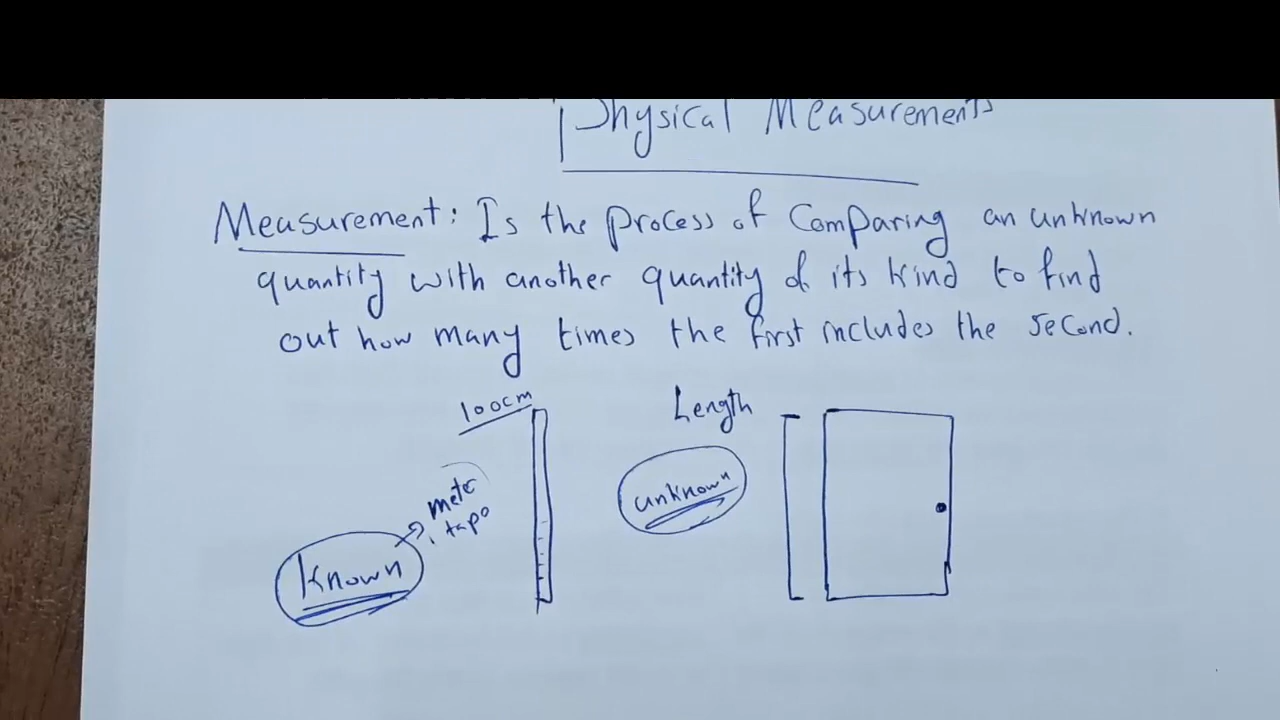 Physical Measurements
Measurement: Is the process of Comparing an unknown
quantity with another quantity of its kind to find
out how many times the first includes the second.
100cm
Length
unknown
mete
tape
Known